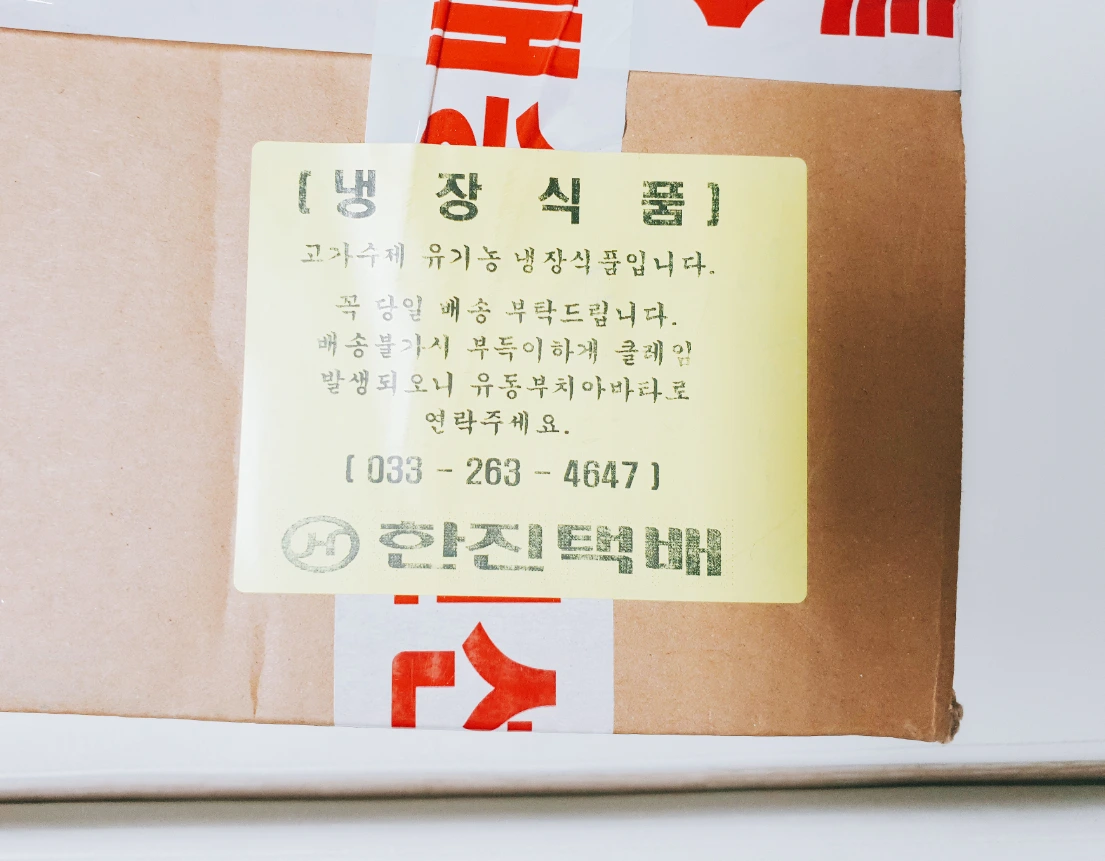 [냉 장 식 품]
고가수제 유기농 냉장식품입니다.
꼭 당일 배송 부탁드립니다.
배송불가시 부득이하게 클레임
발생되오니 유동부치아바타로
연락주세요.
[033 - 263 - 4647]
한진택배